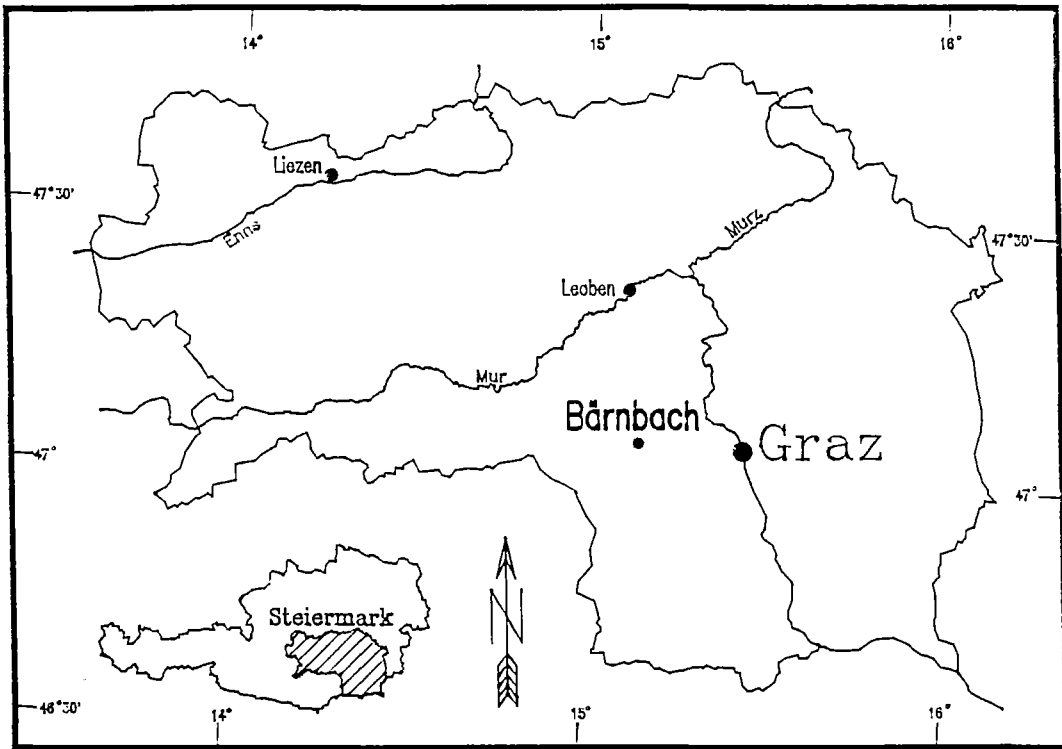 14°
15°
16°
Liezen
47°30'
Enns
Murz
47°30'
Leoben
Mur
Bärnbach
47°
Graz
47°
Steiermark
N
46°30'
14°
15°
16°